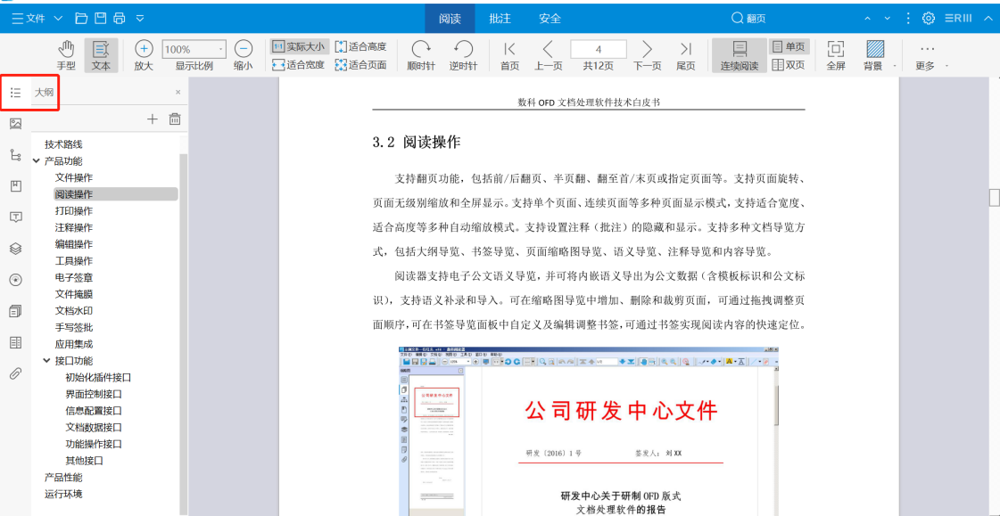 文件
阅读 批注 安全
翻页
手型 文本 放大 100% 显示比例 缩小
1:1 实际大小 适合高度
适合宽度 适合页面
顺时针 逆时针 首页 上一页 4 共12页 下一页 尾页
连续阅读 单页 双页 全屏 背景 更多
大纲
技术路线
产品功能
文件操作
阅读操作
打印操作
注释操作
编辑操作
工具操作
电子签章
文件掩膜
文档水印
手写签批
应用集成
接口功能
初始化插件接口
界面控制接口
信息配置接口
文档数据接口
功能操作接口
其他接口
产品性能
运行环境
数科 OFD 文档处理软件技术白皮书
3.2 阅读操作
支持翻页功能，包括前/后翻页、半页翻、翻至首/末页或指定页面等。支持页面旋转、
页面无级别缩放和全屏显示。支持单个页面、连续页面等多种页面显示模式，支持适合宽度、
适合高度等多种自动缩放模式。支持设置注释（批注）的隐藏和显示。支持多种文档导览方
式，包括大纲导览、书签导览、页面缩略图导览、语义导览、注释导览和内容导览。
阅读器支持电子公文语义导览，并可将内嵌语义导出为公文数据（含模板标识和公文标
识），支持语义补录和导入。可在缩略图导览中增加、删除和裁剪页面，可通过拖拽调整页
面顺序，可在书签导览面板中自定义及编辑调整书签，可通过书签实现阅读内容的快速定位。
公司研发中心文件
研发〔2016〕1 号 签发人：刘 XX
研发中心关于研制 OFD 版式
文档处理软件的报告